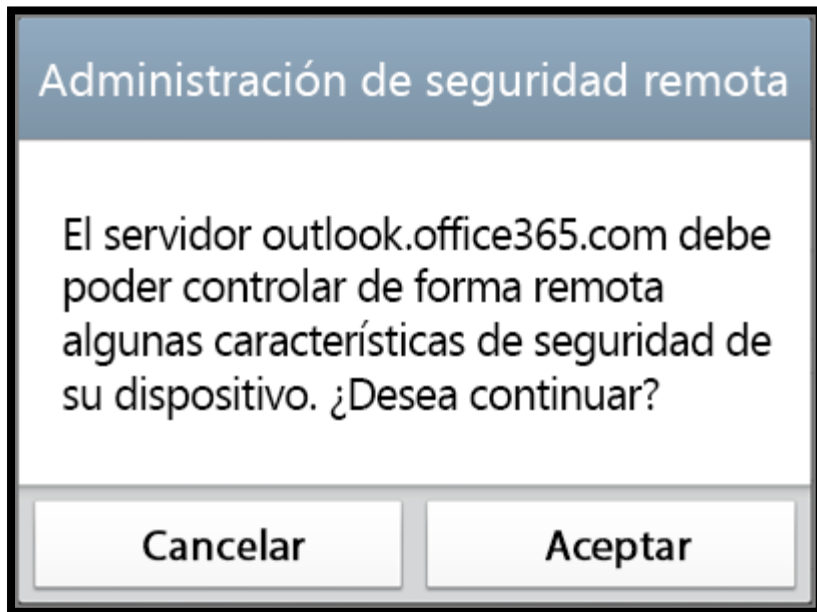 Administración de seguridad remota
El servidor outlook.office365.com debe
poder controlar de forma remota
algunas características de seguridad de
su dispositivo. ¿Desea continuar?
Cancelar
Aceptar